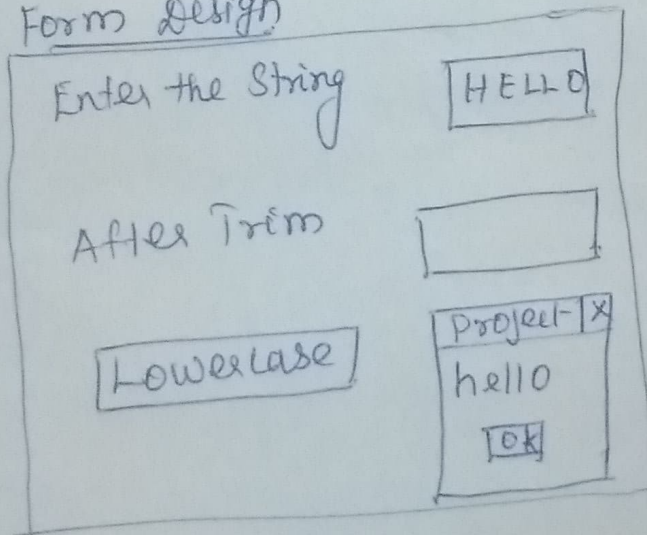 Form Design
Enter the String
HELLO
After Trim
Lowercase
Project
X
hello
OK